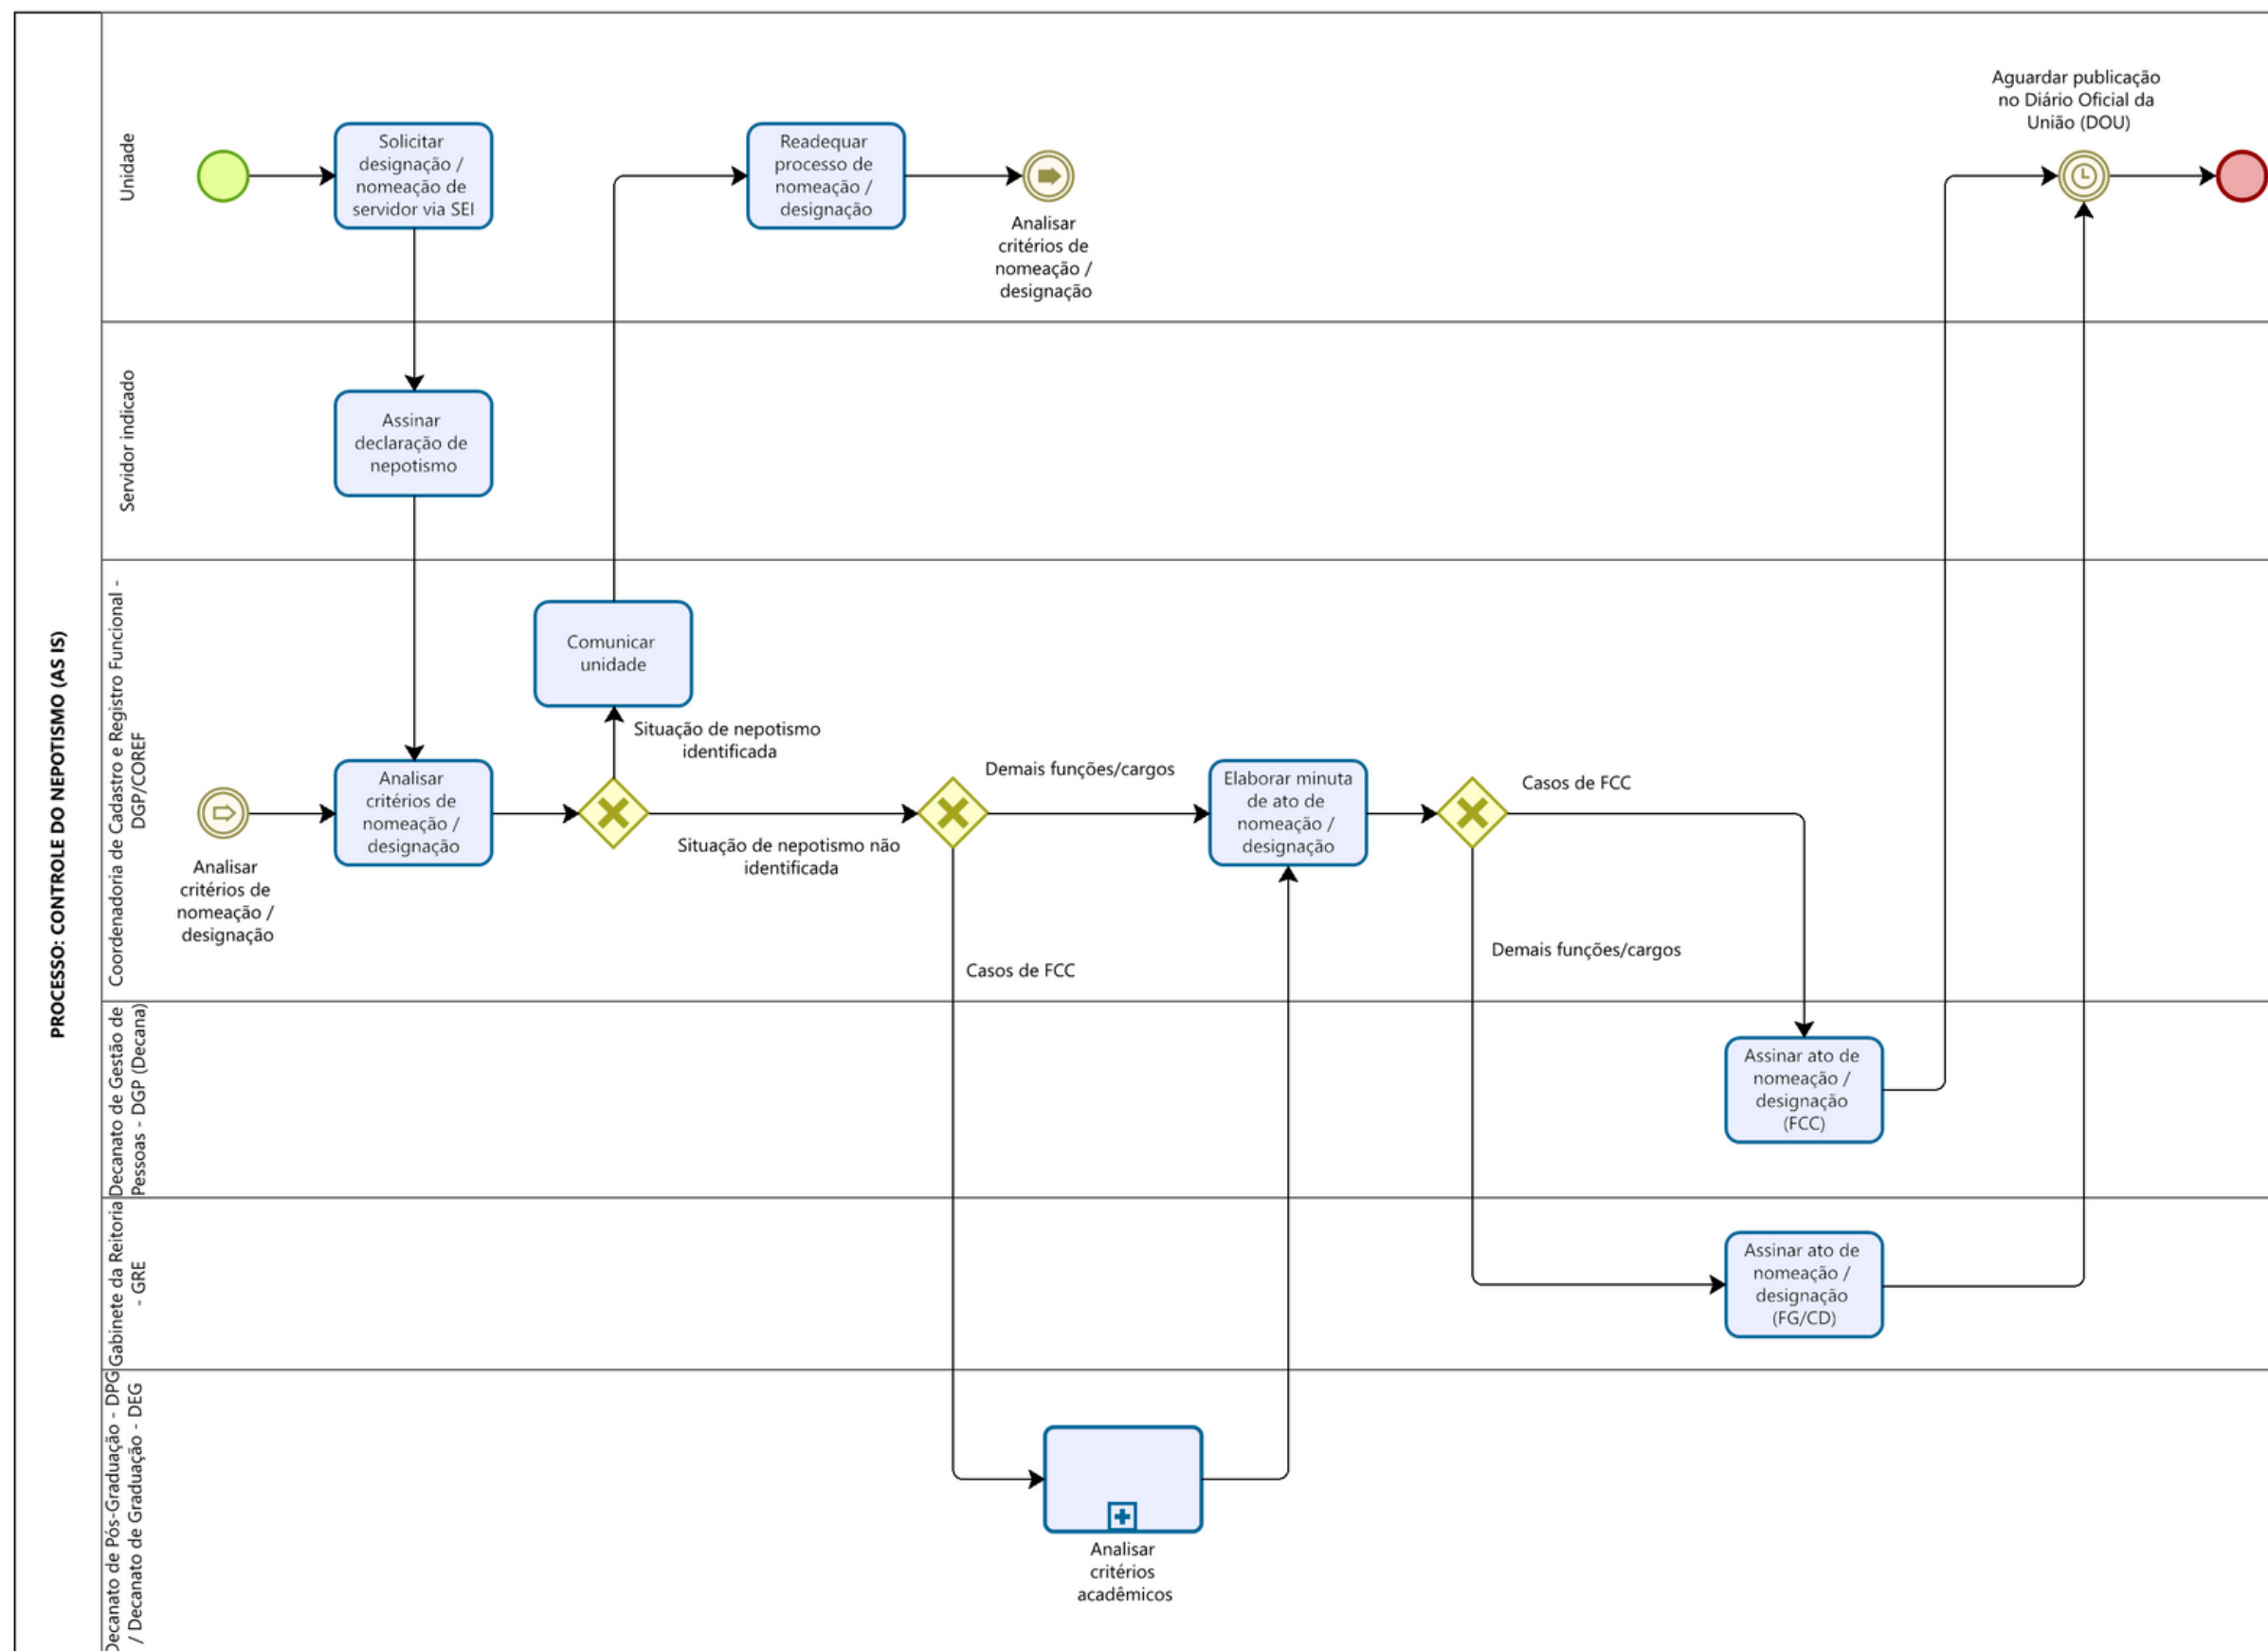 PROCESSO: CONTROLE DO NEPOTISMO (AS IS)
Unidade
Solicitar
designação /
nomeação de
servidor via SEI
Readequar
processo de
nomeação /
designação
Analisar
critérios de
nomeação /
designação
Aguardar publicação
no Diário Oficial da
União (DOU)
Servidor indicado
Assinar
declaração de
nepotismo
Coordenadoria de Cadastro e Registro Funcional -
DGP/COREF
Comunicar
unidade
Situação de nepotismo
identificada
Analisar
critérios de
nomeação /
designação
Analisar
critérios de
nomeação /
designação
Situação de nepotismo não
identificada
Demais funções/cargos
Casos de FCC
Elaborar minuta
de ato de
nomeação /
designação
Casos de FCC
Demais funções/cargos
Decanato de Gestão de
Pessoas - DGP (Decana)
Assinar ato de
nomeação /
designação
(FCC)
Gabinete da Reitoria
- GRE
Assinar ato de
nomeação /
designação
(FG/CD)
Decanato de Pós-Graduação - DPG
/ Decanato de Graduação - DEG
Analisar
critérios
acadêmicos